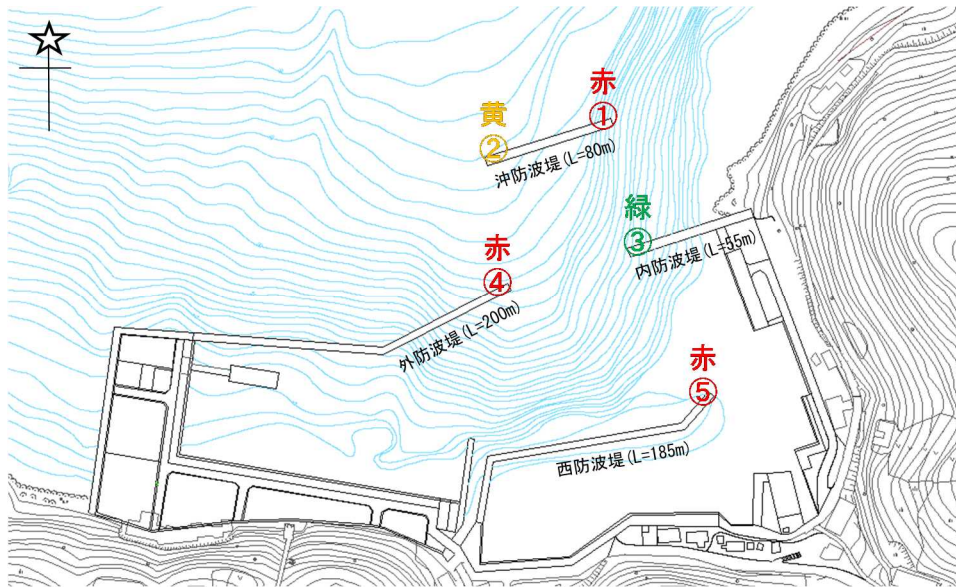 赤
①
黄
②
沖防波堤(L=80m)
緑
③
内防波堤(L=55m)
赤
④
外防波堤(L=200m)
赤
⑤
西防波堤(L=185m)